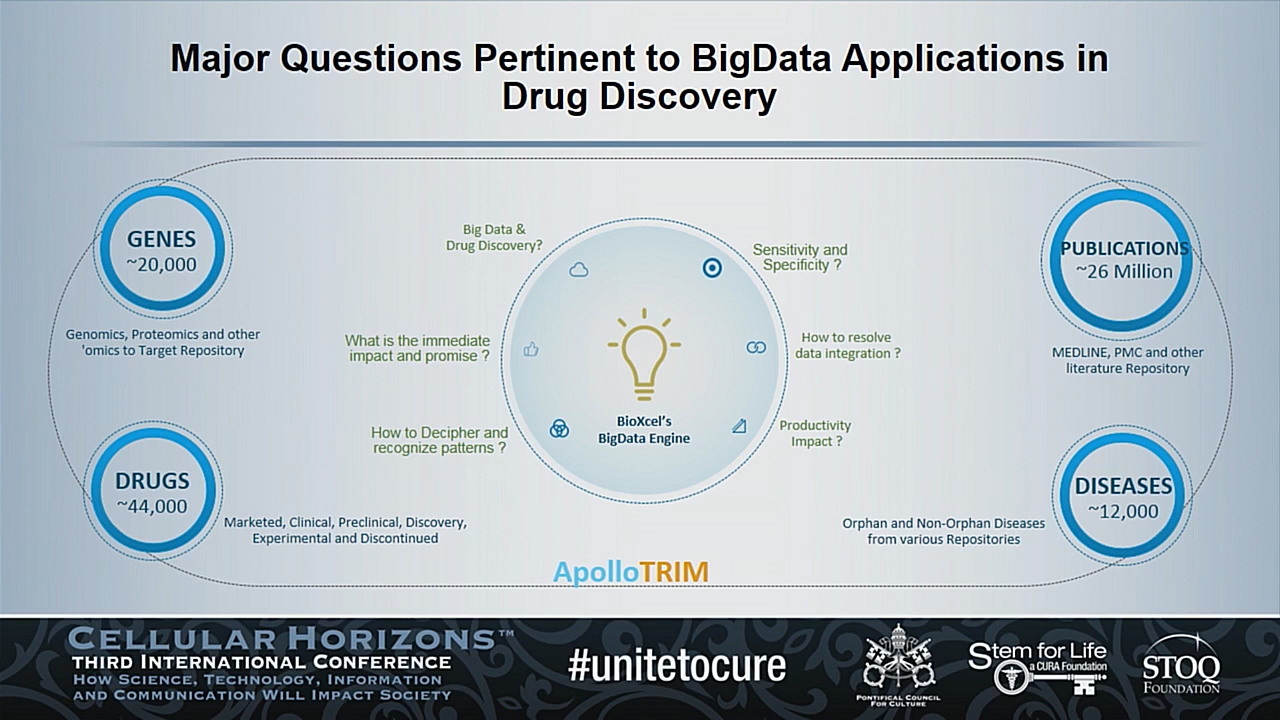 Major Questions Pertinent to BigData Applications in
Drug Discovery
GENES
~20,000
Genomics, Proteomics and other
'omics to Target Repository
DRUGS
~44,000
Marketed, Clinical, Preclinical, Discovery,
Experimental and Discontinued
Big Data &
Drug Discovery?
What is the immediate
impact and promise ?
How to Decipher and
recognize patterns ?
BioXcel’s
BigData Engine
Sensitivity and
Specificity ?
How to resolve
data integration ?
Productivity
Impact ?
PUBLICATIONS
~26 Million
MEDLINE, PMC and other
literature Repository
DISEASES
~12,000
Orphan and Non-Orphan Diseases
from various Repositories
ApolloTRIM
CELLULAR HORIZONS™
THIRD INTERNATIONAL CONFERENCE
HOW SCIENCE, TECHNOLOGY, INFORMATION
AND COMMUNICATION WILL IMPACT SOCIETY
#unitetocure
PONTIFICAL COUNCIL
FOR CULTURE
Stem for Life
a CURA Foundation
STOQ
FOUNDATION